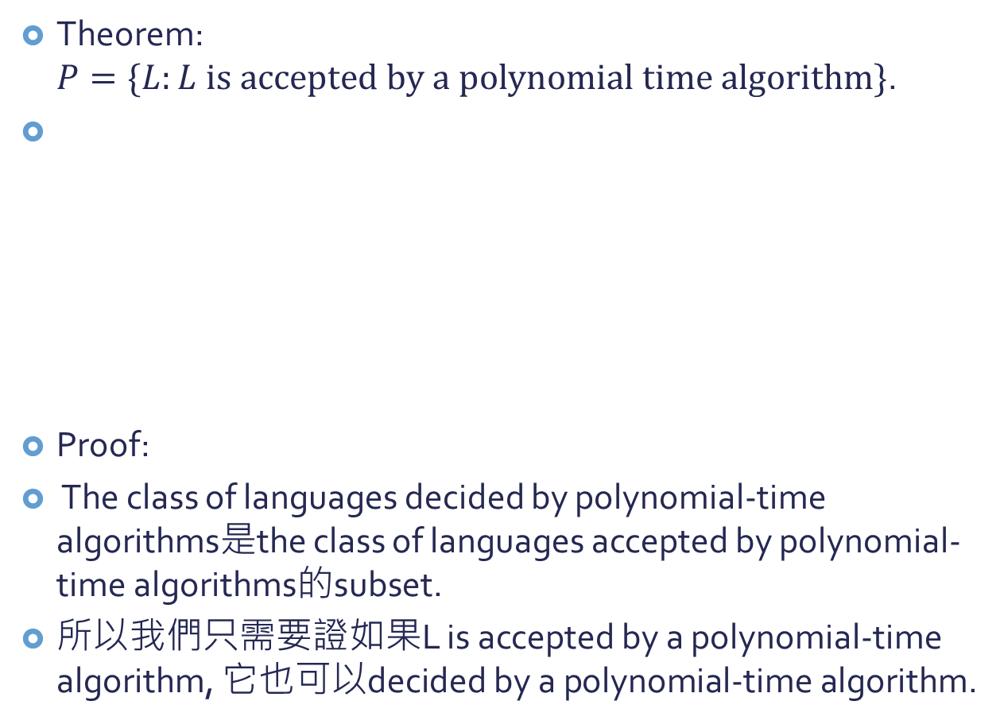 Theorem:
P = {L: L is accepted by a polynomial time algorithm}.
Proof:
The class of languages decided by polynomial-time
algorithms是the class of languages accepted by polynomial-
time algorithms的subset.
所以我們只需要證如果L is accepted by a polynomial-time
algorithm, 它也可以decided by a polynomial-time algorithm.